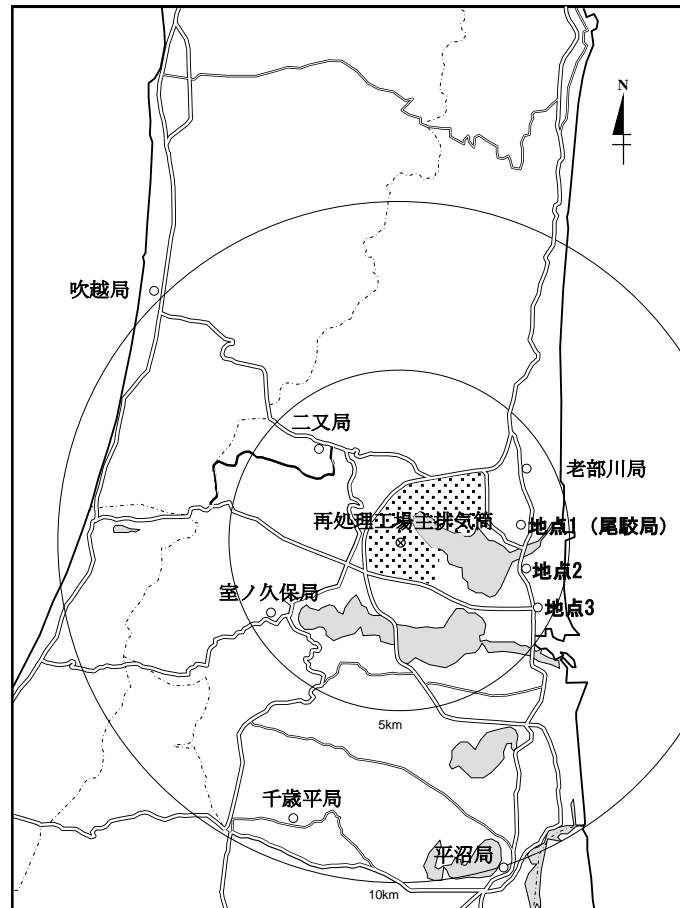 N
吹越局
二又局
老部川局
再処理工場主排気筒
地点1（尾駮局）
地点2
室ノ久保局
地点3
5km
千歳平局
平沼局
10km